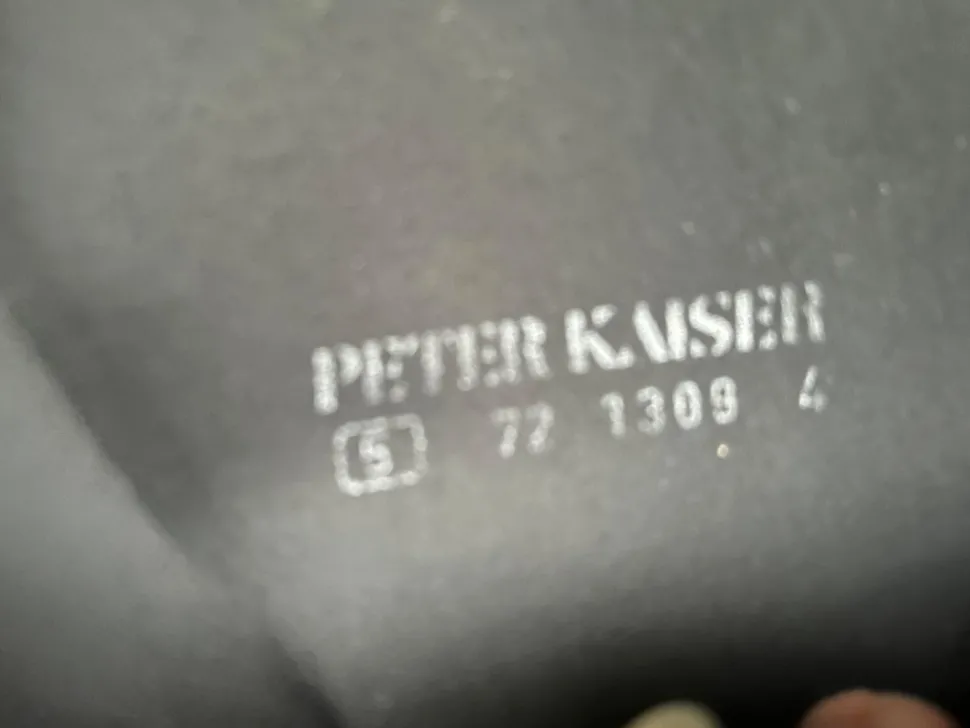 PETER KAISER
5 72 1309 4